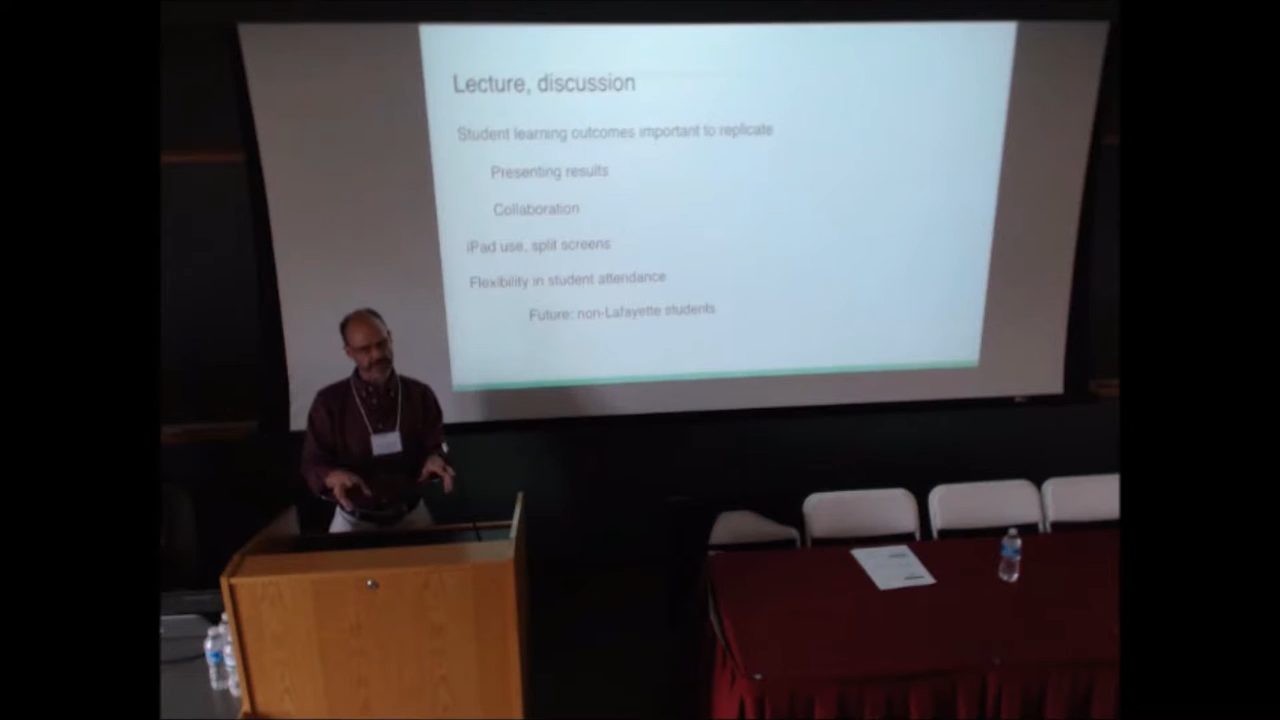 Lecture, discussion
Student learning outcomes important to replicate
Presenting results
Collaboration
iPad use, split screens
Flexibility in student attendance
Future: non-Lafayette students